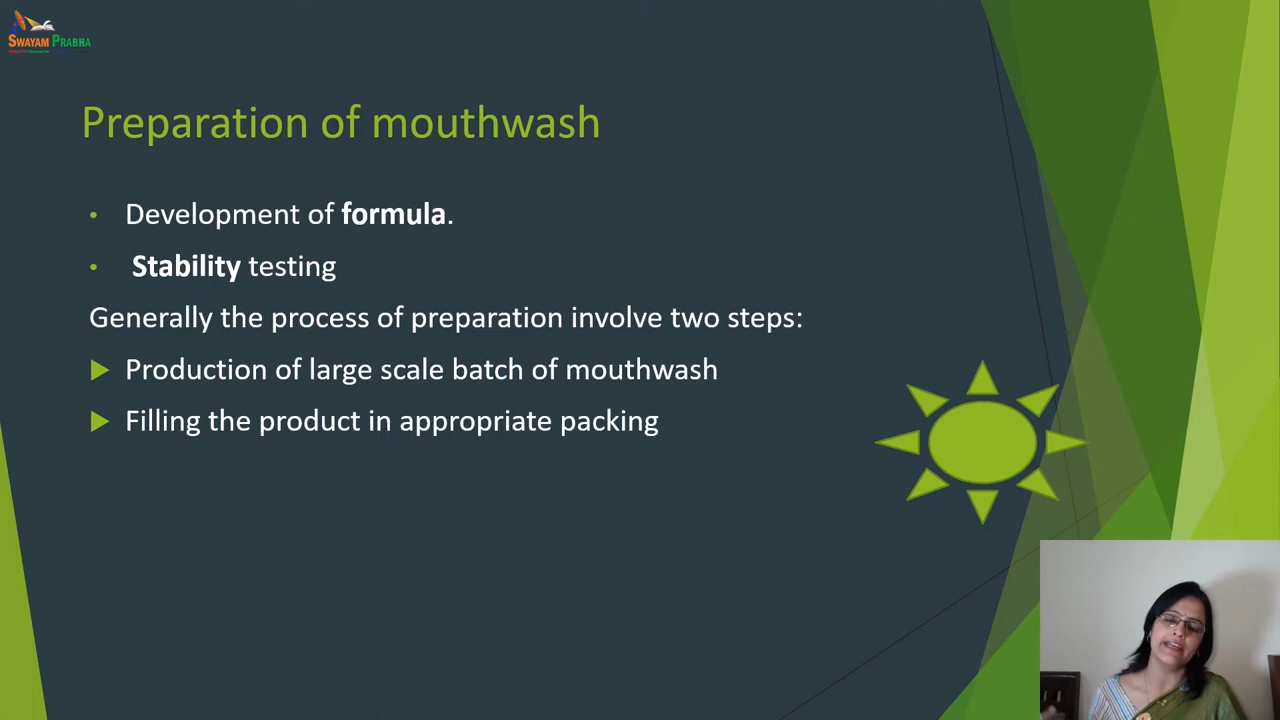 SWAYAM PRABHA
Preparation of mouthwash
• Development of formula.
• Stability testing
Generally the process of preparation involve two steps:
Production of large scale batch of mouthwash
Filling the product in appropriate packing